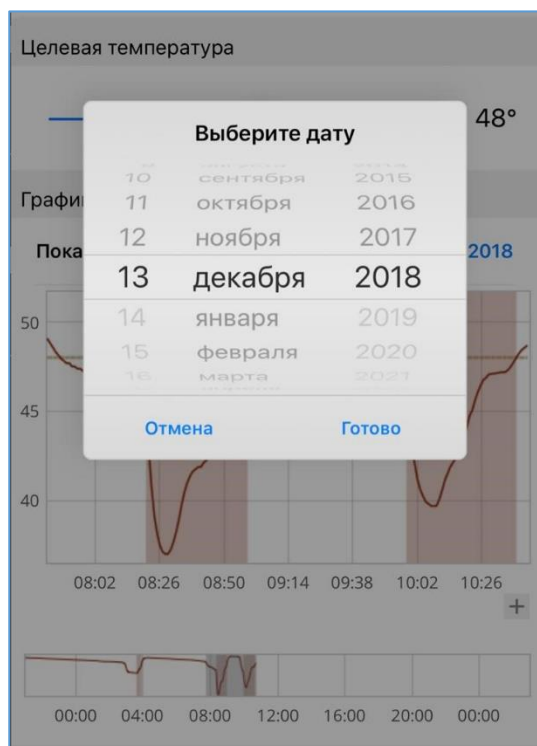 Целевая температура
48°
Выберите дату
10 сентября 2015
Графи
11 октября 2016
12 ноября 2017
Пока
2018
13 декабря 2018
14 января 2019
50
15 февраля 2020
16 марта 2021
45
Отмена Готово
40
08:02 08:26 08:50 09:14 09:38 10:02 10:26
+
00:00 04:00 08:00 12:00 16:00 20:00 00:00